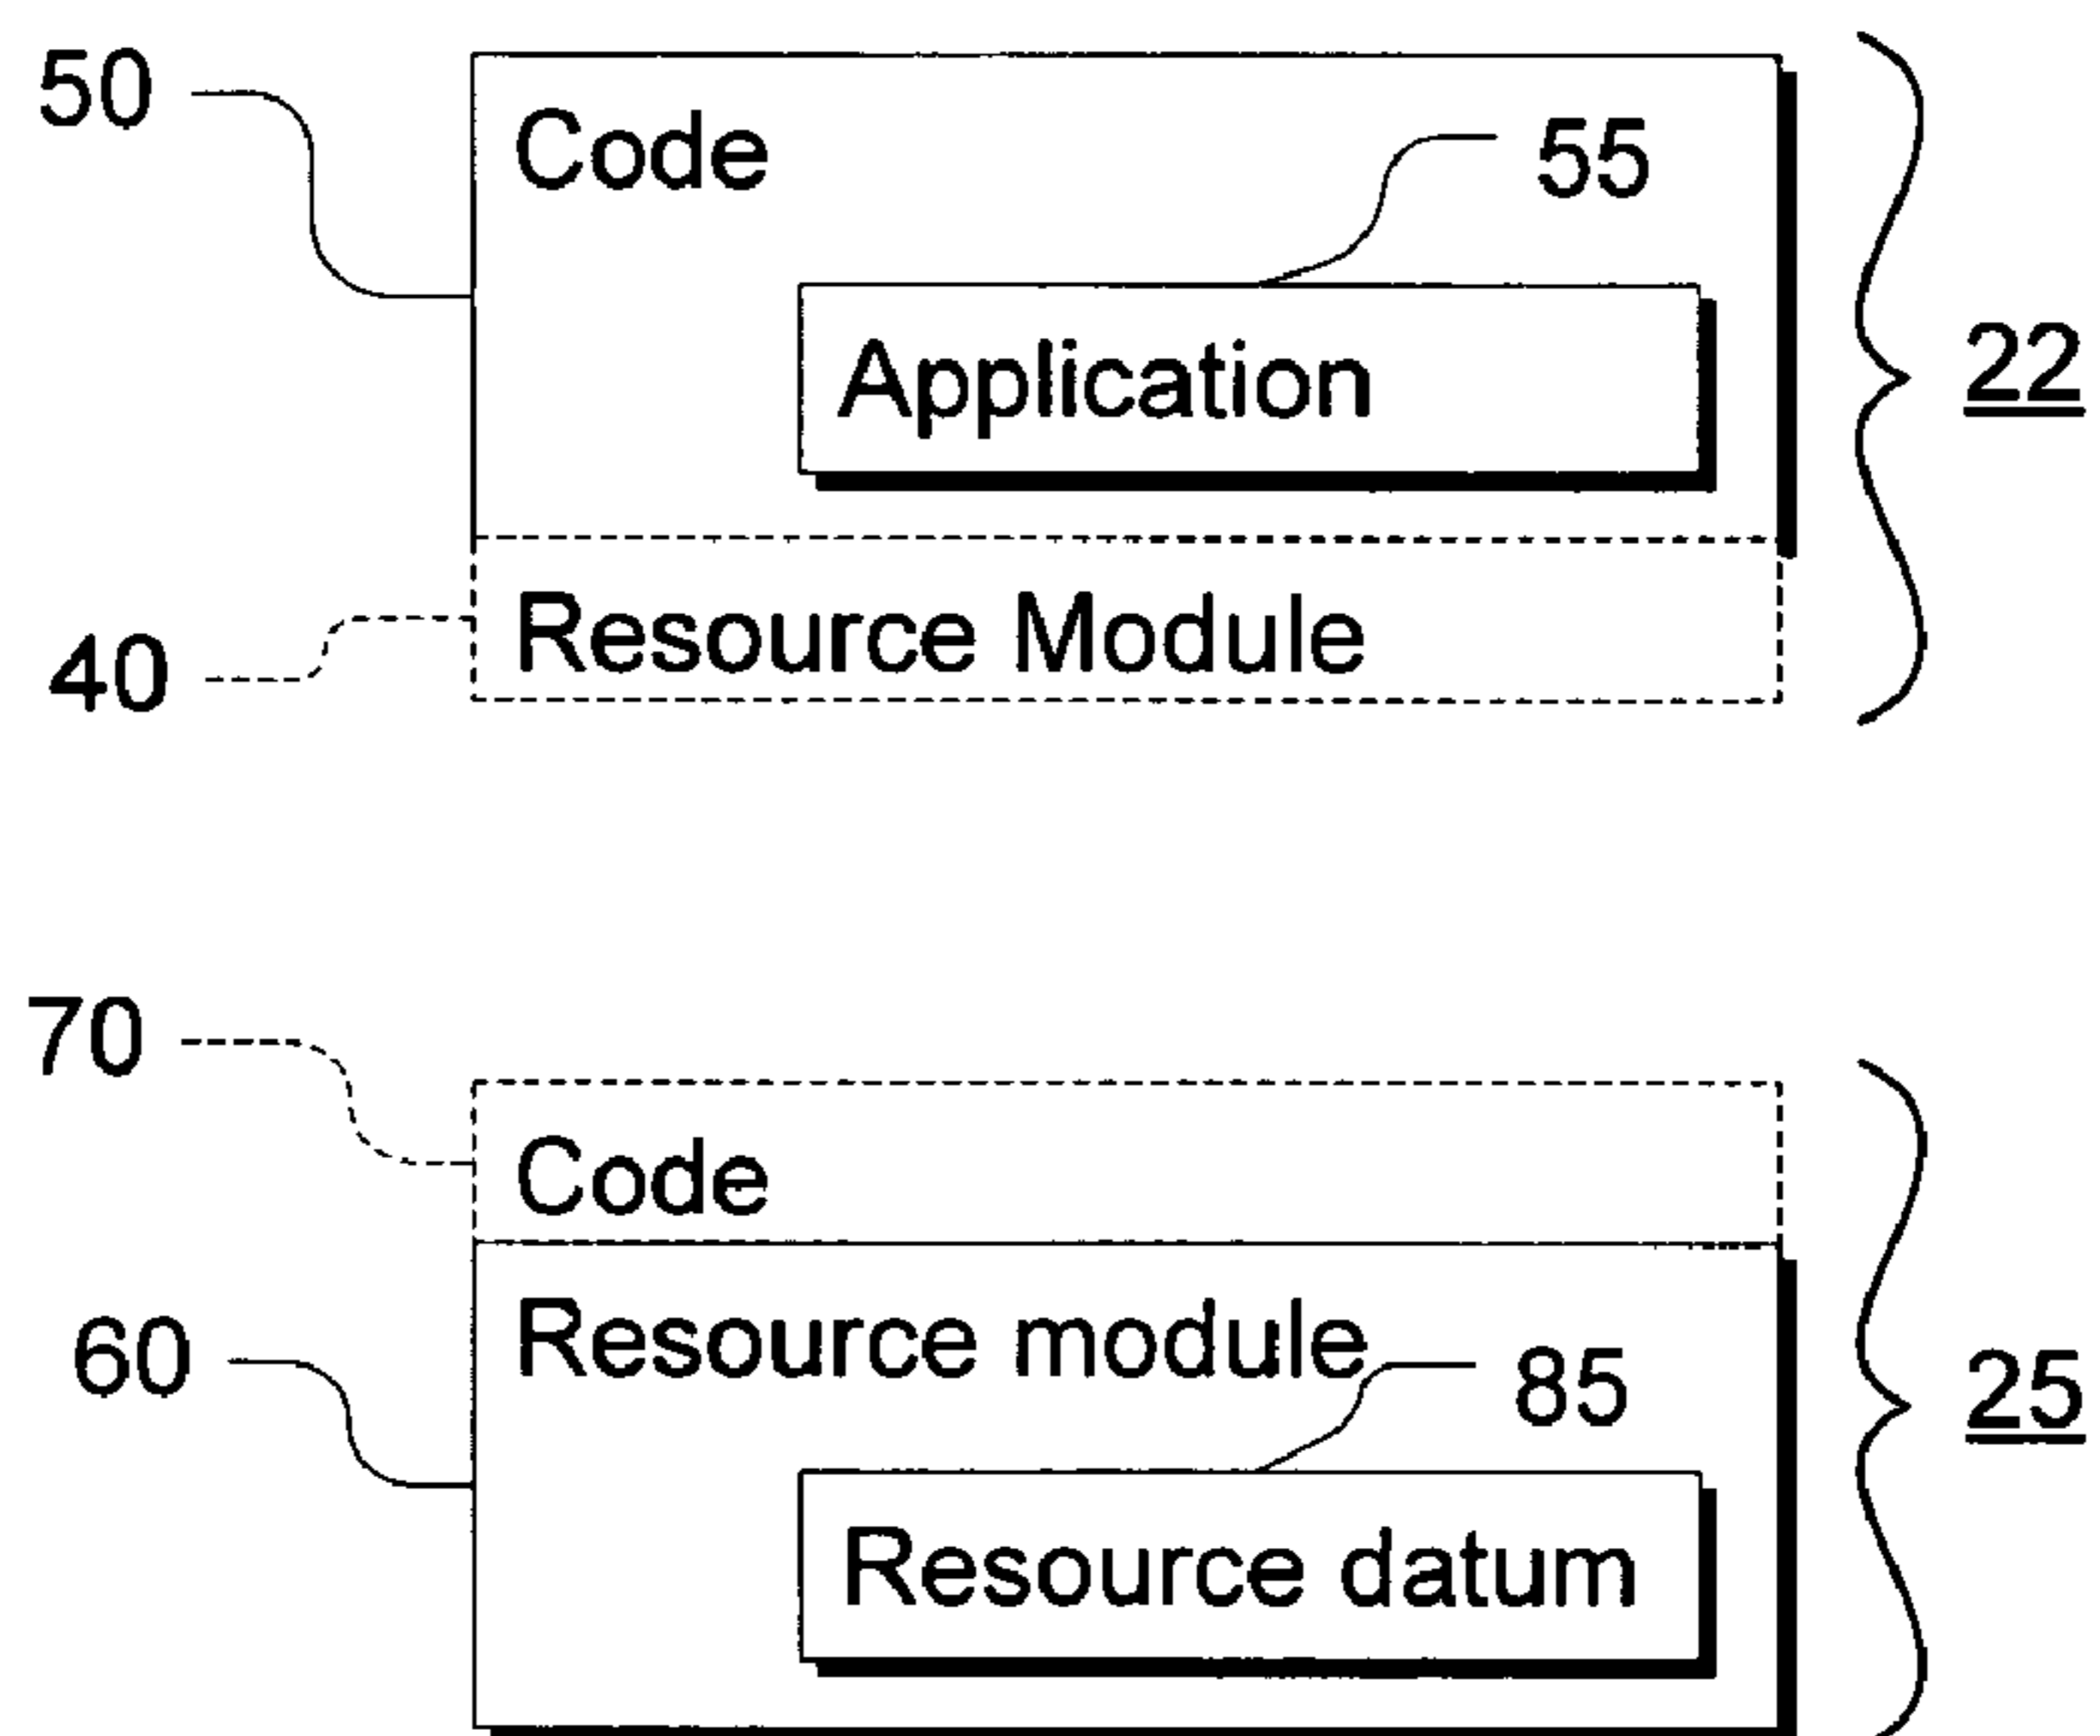 50
Code
55
Application
22
Resource Module
40
70
Code
Resource module
60
85
25
Resource datum